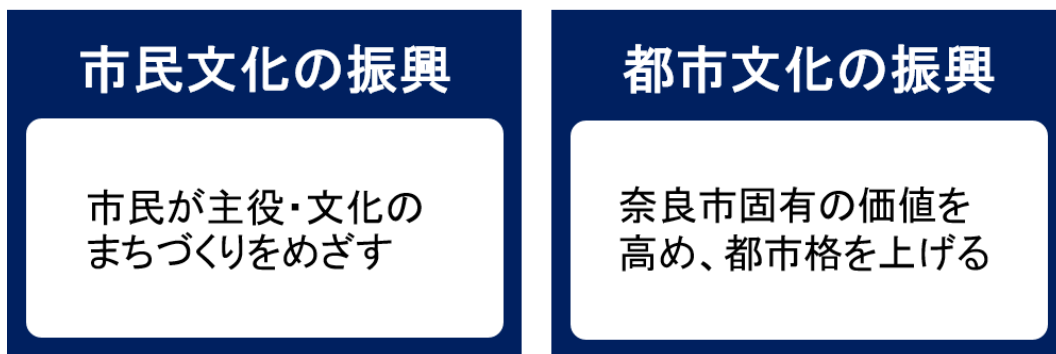 市民文化の振興
市民が主役・文化の
まちづくりをめざす
都市文化の振興
奈良市固有の価値を
高め、都市格を上げる